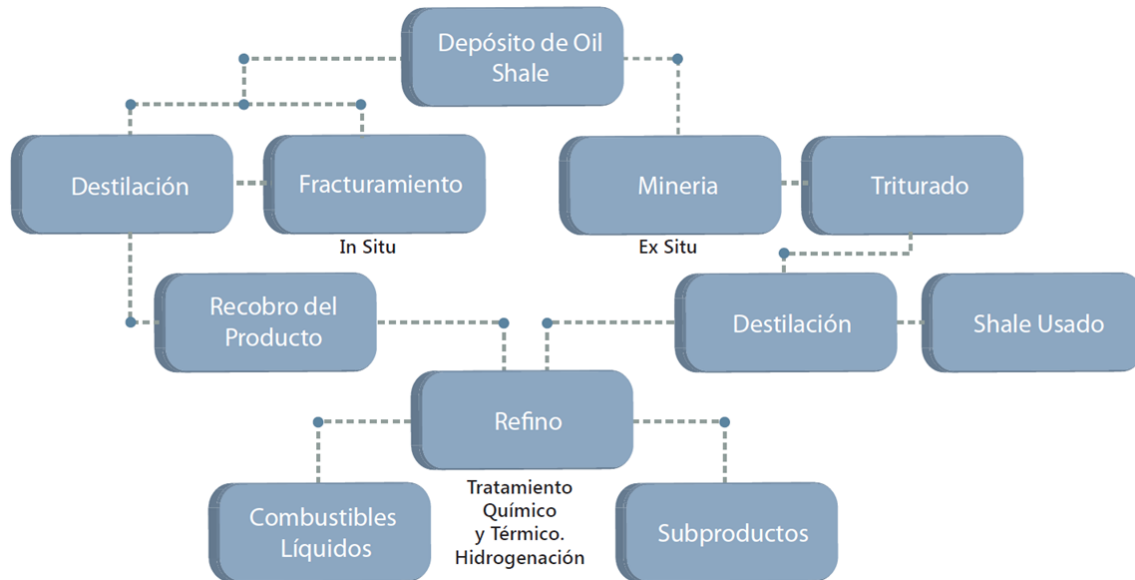 Depósito de Oil
Shale
Destilación
Fracturamiento
Mineria
Triturado
In Situ
Ex Situ
Recobro del
Producto
Destilación
Shale Usado
Refino
Tratamiento
Químico
y Térmico.
Hidrogenación
Combustibles
Líquidos
Subproductos